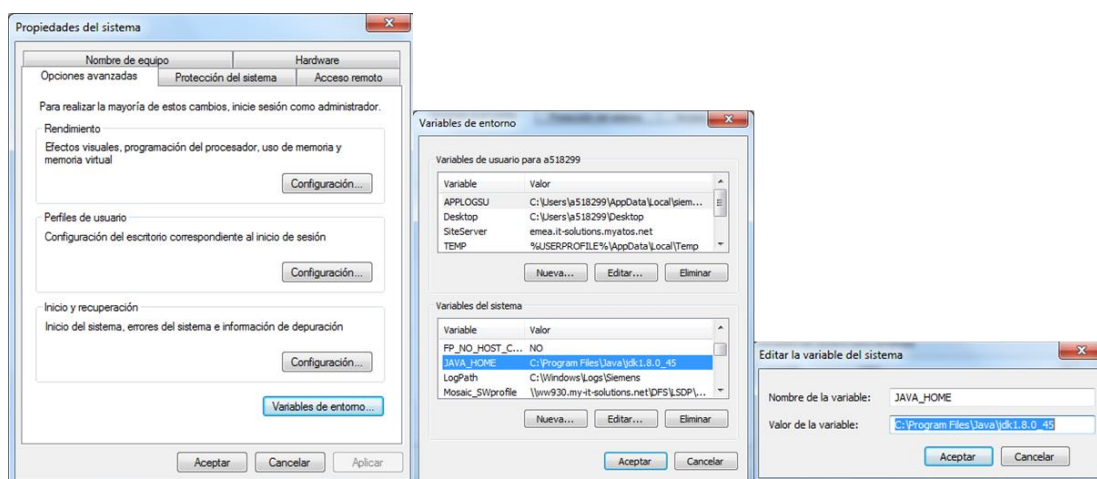 Propiedades del sistema
Nombre de equipo
Hardware
Opciones avanzadas
Protección del sistema
Acceso remoto
Para realizar la mayoría de estos cambios, inicie sesión como administrador.
Rendimiento
Efectos visuales, programación del procesador, uso de memoria y
memoria virtual
Configuración...
Perfiles de usuario
Configuración del escritorio correspondiente al inicio de sesión
Configuración...
Inicio y recuperación
Inicio del sistema, errores del sistema e información de depuración
Configuración...
Variables de entorno...
Aceptar Cancelar Aplicar
Variables de entorno
Variables de usuario para a518299
Variable Valor
APPLOGSU C:\Users\a518299\AppData\Local\siem...
Desktop C:\Users\a518299\Desktop
SiteServer emea.it-solutions.myatos.net
TEMP %USERPROFILE%\AppData\Local\Temp
Nueva... Editar... Eliminar
Variables del sistema
Variable Valor
FP_NO_HOST_C... NO
JAVA_HOME C:\Program Files\Java\jdk1.8.0_45
LogPath C:\Windows\Logs\Siemens
Mosaic_SWprofile \\ww930.my-it-solutions.net\DFS\LSDP\...
Nueva... Editar... Eliminar
Aceptar Cancelar
Editar la variable del sistema
Nombre de la variable: JAVA_HOME
Valor de la variable: C:\Program Files\Java\jdk1.8.0_45
Aceptar Cancelar